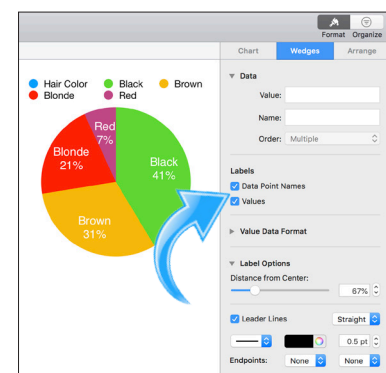 Format Organize
Chart Wedges Arrange
Data
Value:
Name:
Order: Multiple
Hair Color Black Brown
Blonde Red
Red
7%
Blonde
21%
Black
41%
Brown
31%
Labels
Data Point Names
Values
Value Data Format
Label Options
Distance from Center:
67%
Leader Lines Straight
0.5 pt
Endpoints: None None